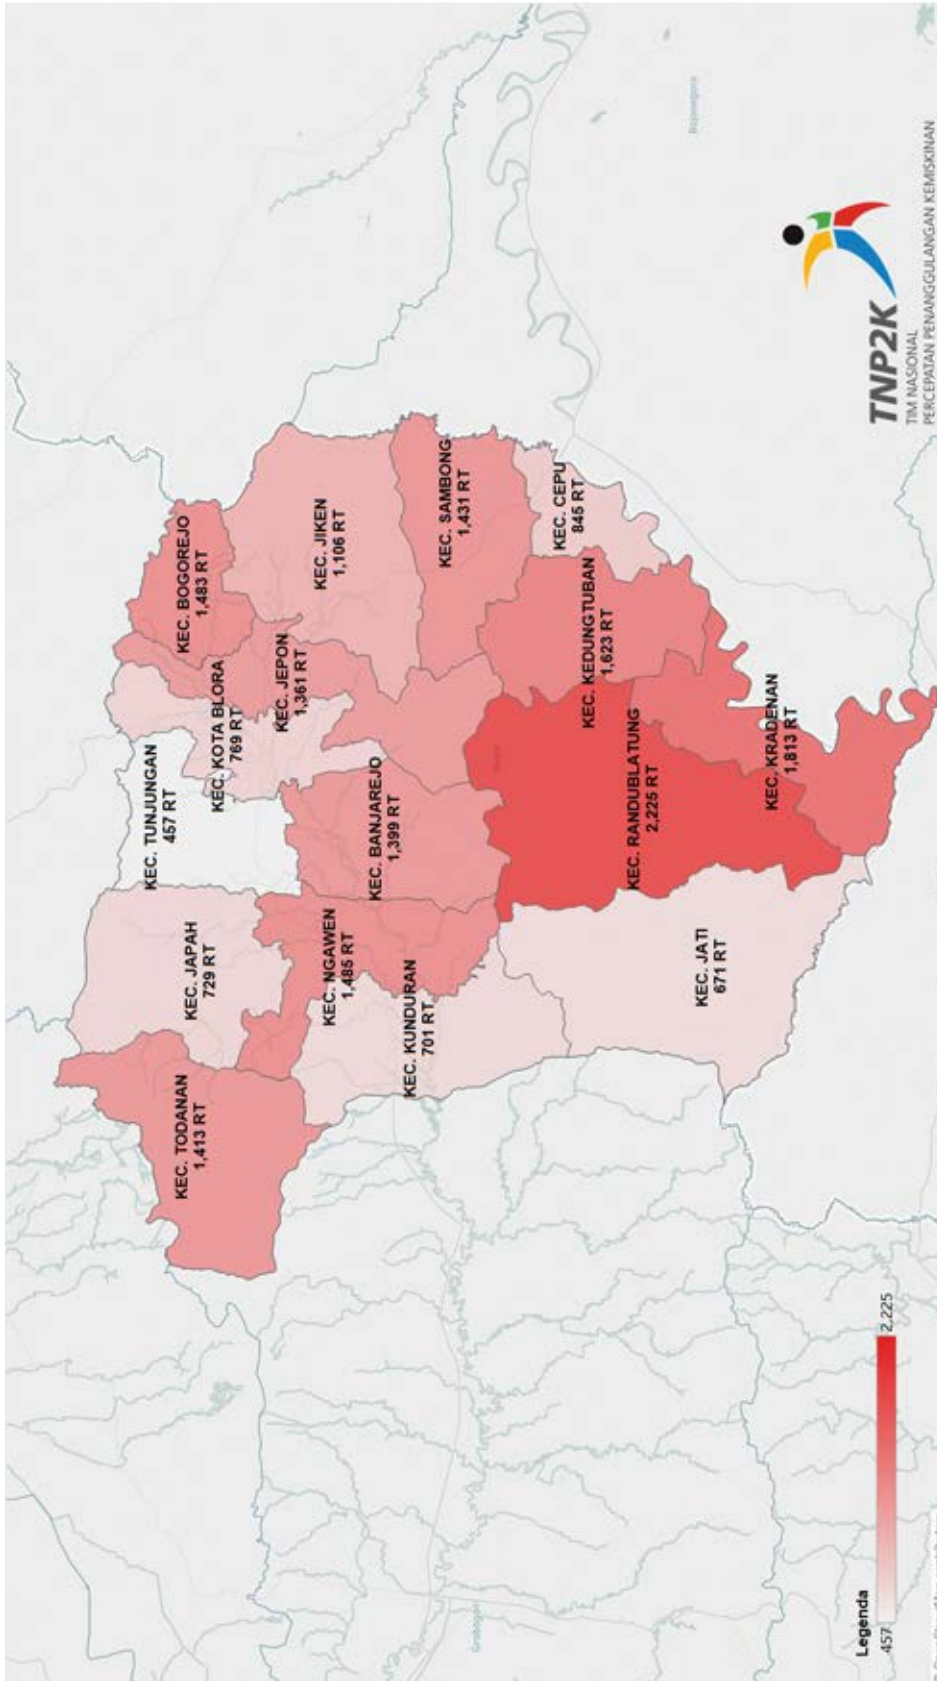 KEC. TODANAN
1,413 RT
KEC. JAPAH
729 RT
KEC. TUNJUNGAN
457 RT
KEC. KOTA BLORA
769 RT
KEC. BOGOREJO
1,483 RT
KEC. JEPON
1,361 RT
KEC. JIKEN
1,106 RT
KEC. NGAWEN
1,485 RT
KEC. KUNDURAN
701 RT
KEC. BANJAREJO
1,399 RT
KEC. SAMBONG
1,431 RT
KEC. CEPU
845 RT
KEC. KEDUNGTUBAN
1,623 RT
KEC. RANDUBLATUNG
2,225 RT
KEC. JATI
671 RT
KEC. KRADENAN
1,813 RT
Bojonegoro
Grobogan
Legenda
457
2,225
TNP2K
TIM NASIONAL
PERCEPATAN PENANGGULANGAN KEMISKINAN